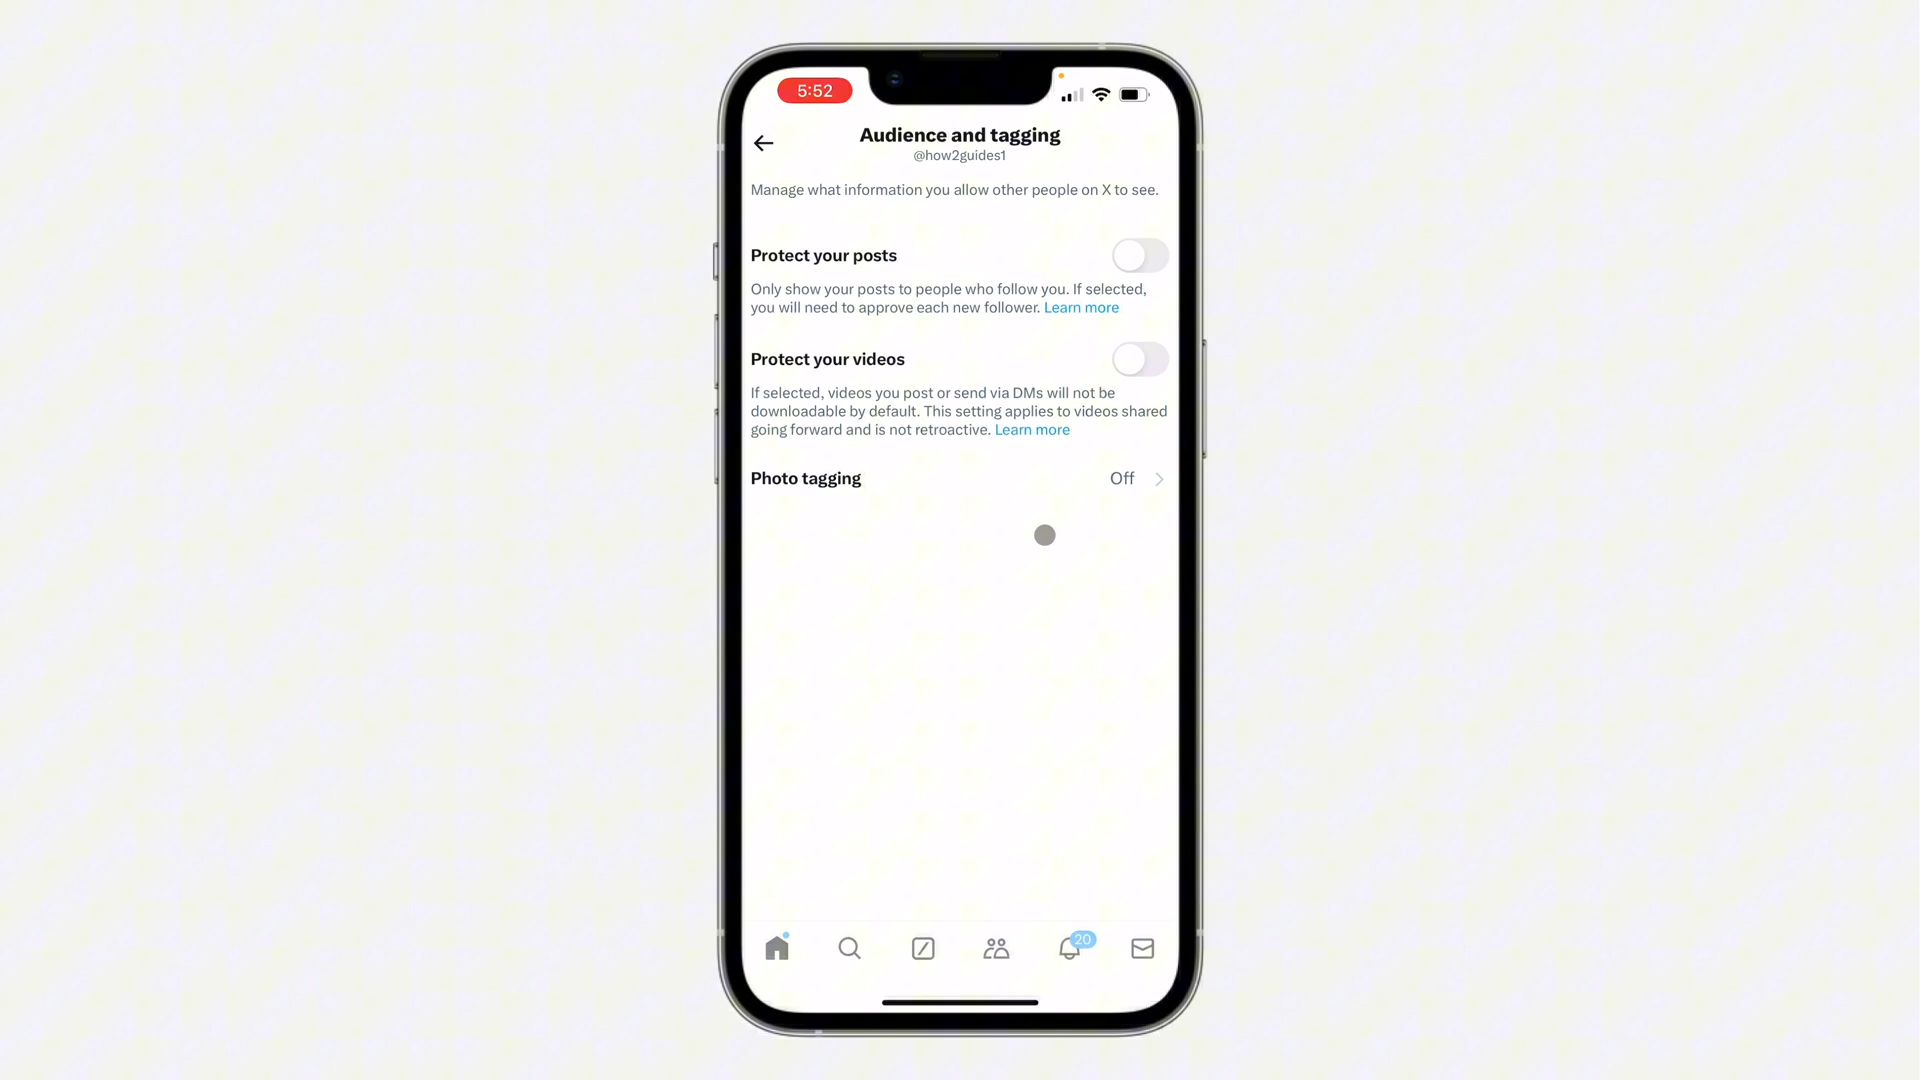 5:52
Audience and tagging
@how2guides1
Manage what information you allow other people on X to see.
Protect your posts
Only show your posts to people who follow you. If selected,
you will need to approve each new follower. Learn more
Protect your videos
If selected, videos you post or send via DMs will not be
downloadable by default. This setting applies to videos shared
going forward and is not retroactive. Learn more
Photo tagging Off
20